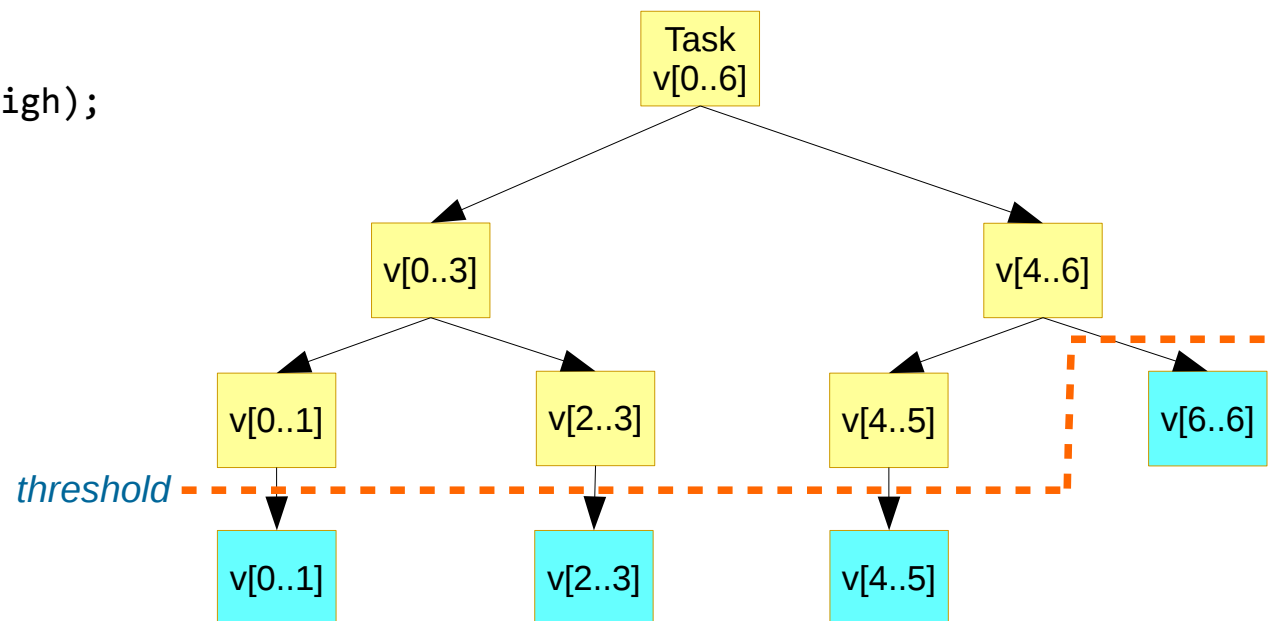 Task
v[0..6]
igh);
v[0..3]
v[4..6]
v[0..1]
v[2..3]
v[4..5]
v[6..6]
threshold
v[0..1]
v[2..3]
v[4..5]